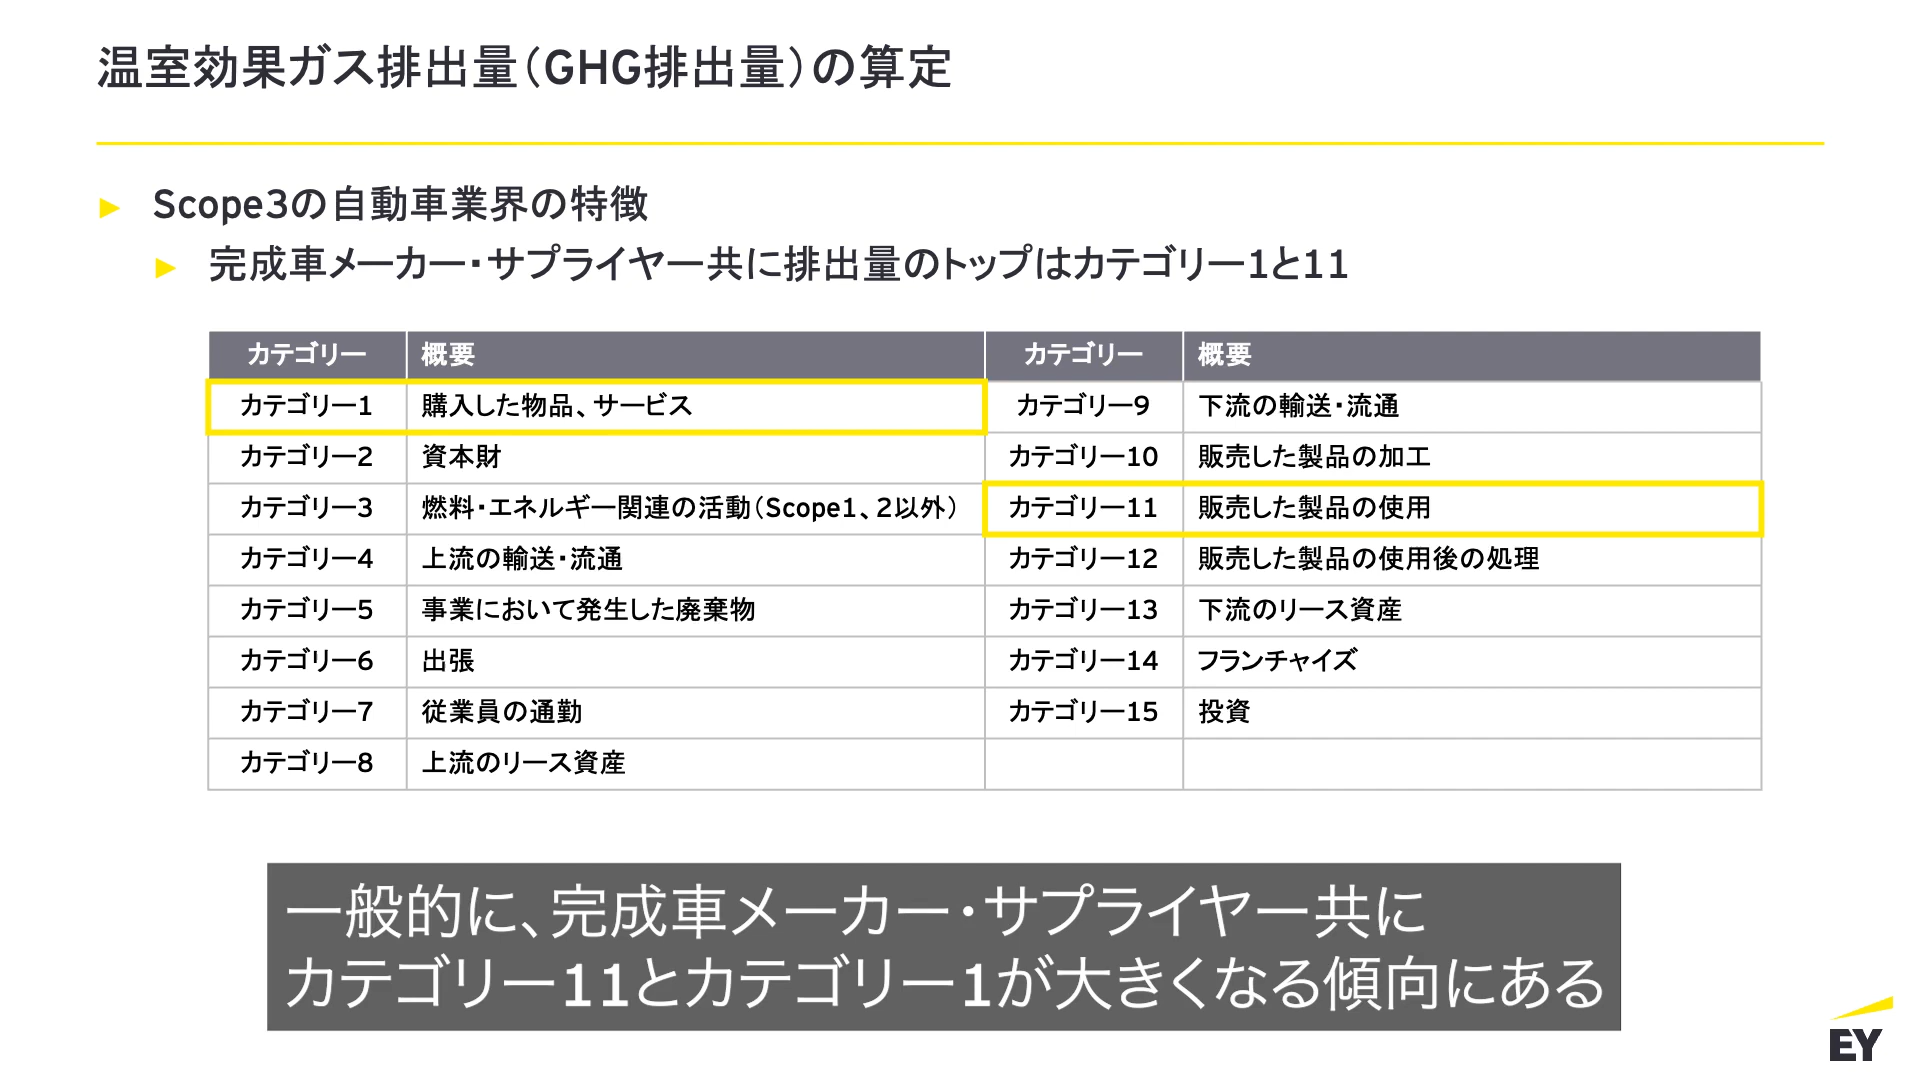 温室効果ガス排出量（GHG排出量）の算定
► Scope3の自動車業界の特徴
► 完成車メーカー・サプライヤー共に排出量のトップはカテゴリー1と11
カテゴリー 概要 カテゴリー 概要
カテゴリー1 購入した物品、サービス カテゴリー9 下流の輸送・流通
カテゴリー2 資本財 カテゴリー10 販売した製品の加工
カテゴリー3 燃料・エネルギー関連の活動（Scope1、2以外） カテゴリー11 販売した製品の使用
カテゴリー4 上流の輸送・流通 カテゴリー12 販売した製品の使用後の処理
カテゴリー5 事業において発生した廃棄物 カテゴリー13 下流のリース資産
カテゴリー6 出張 カテゴリー14 フランチャイズ
カテゴリー7 従業員の通勤 カテゴリー15 投資
カテゴリー8 上流のリース資産
一般的に、完成車メーカー・サプライヤー共に
カテゴリー11とカテゴリー1が大きくなる傾向にある
EY